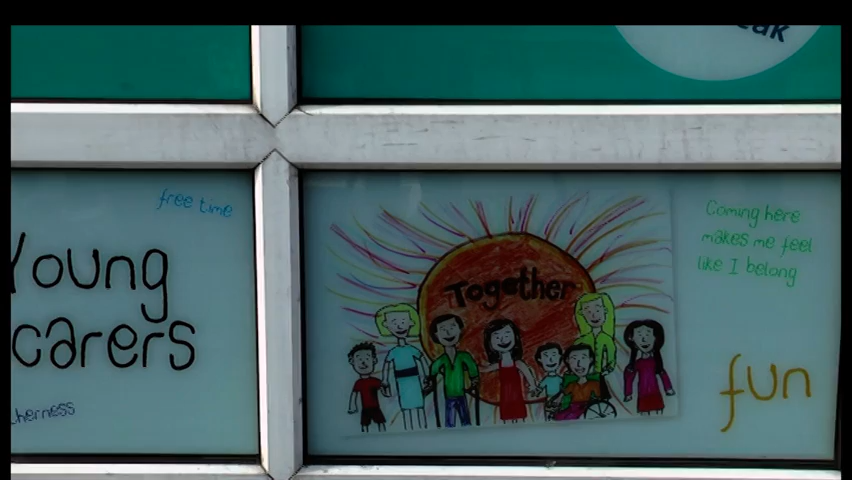 free time
Young
carers
Together
Coming here
makes me feel
like I belong
fun